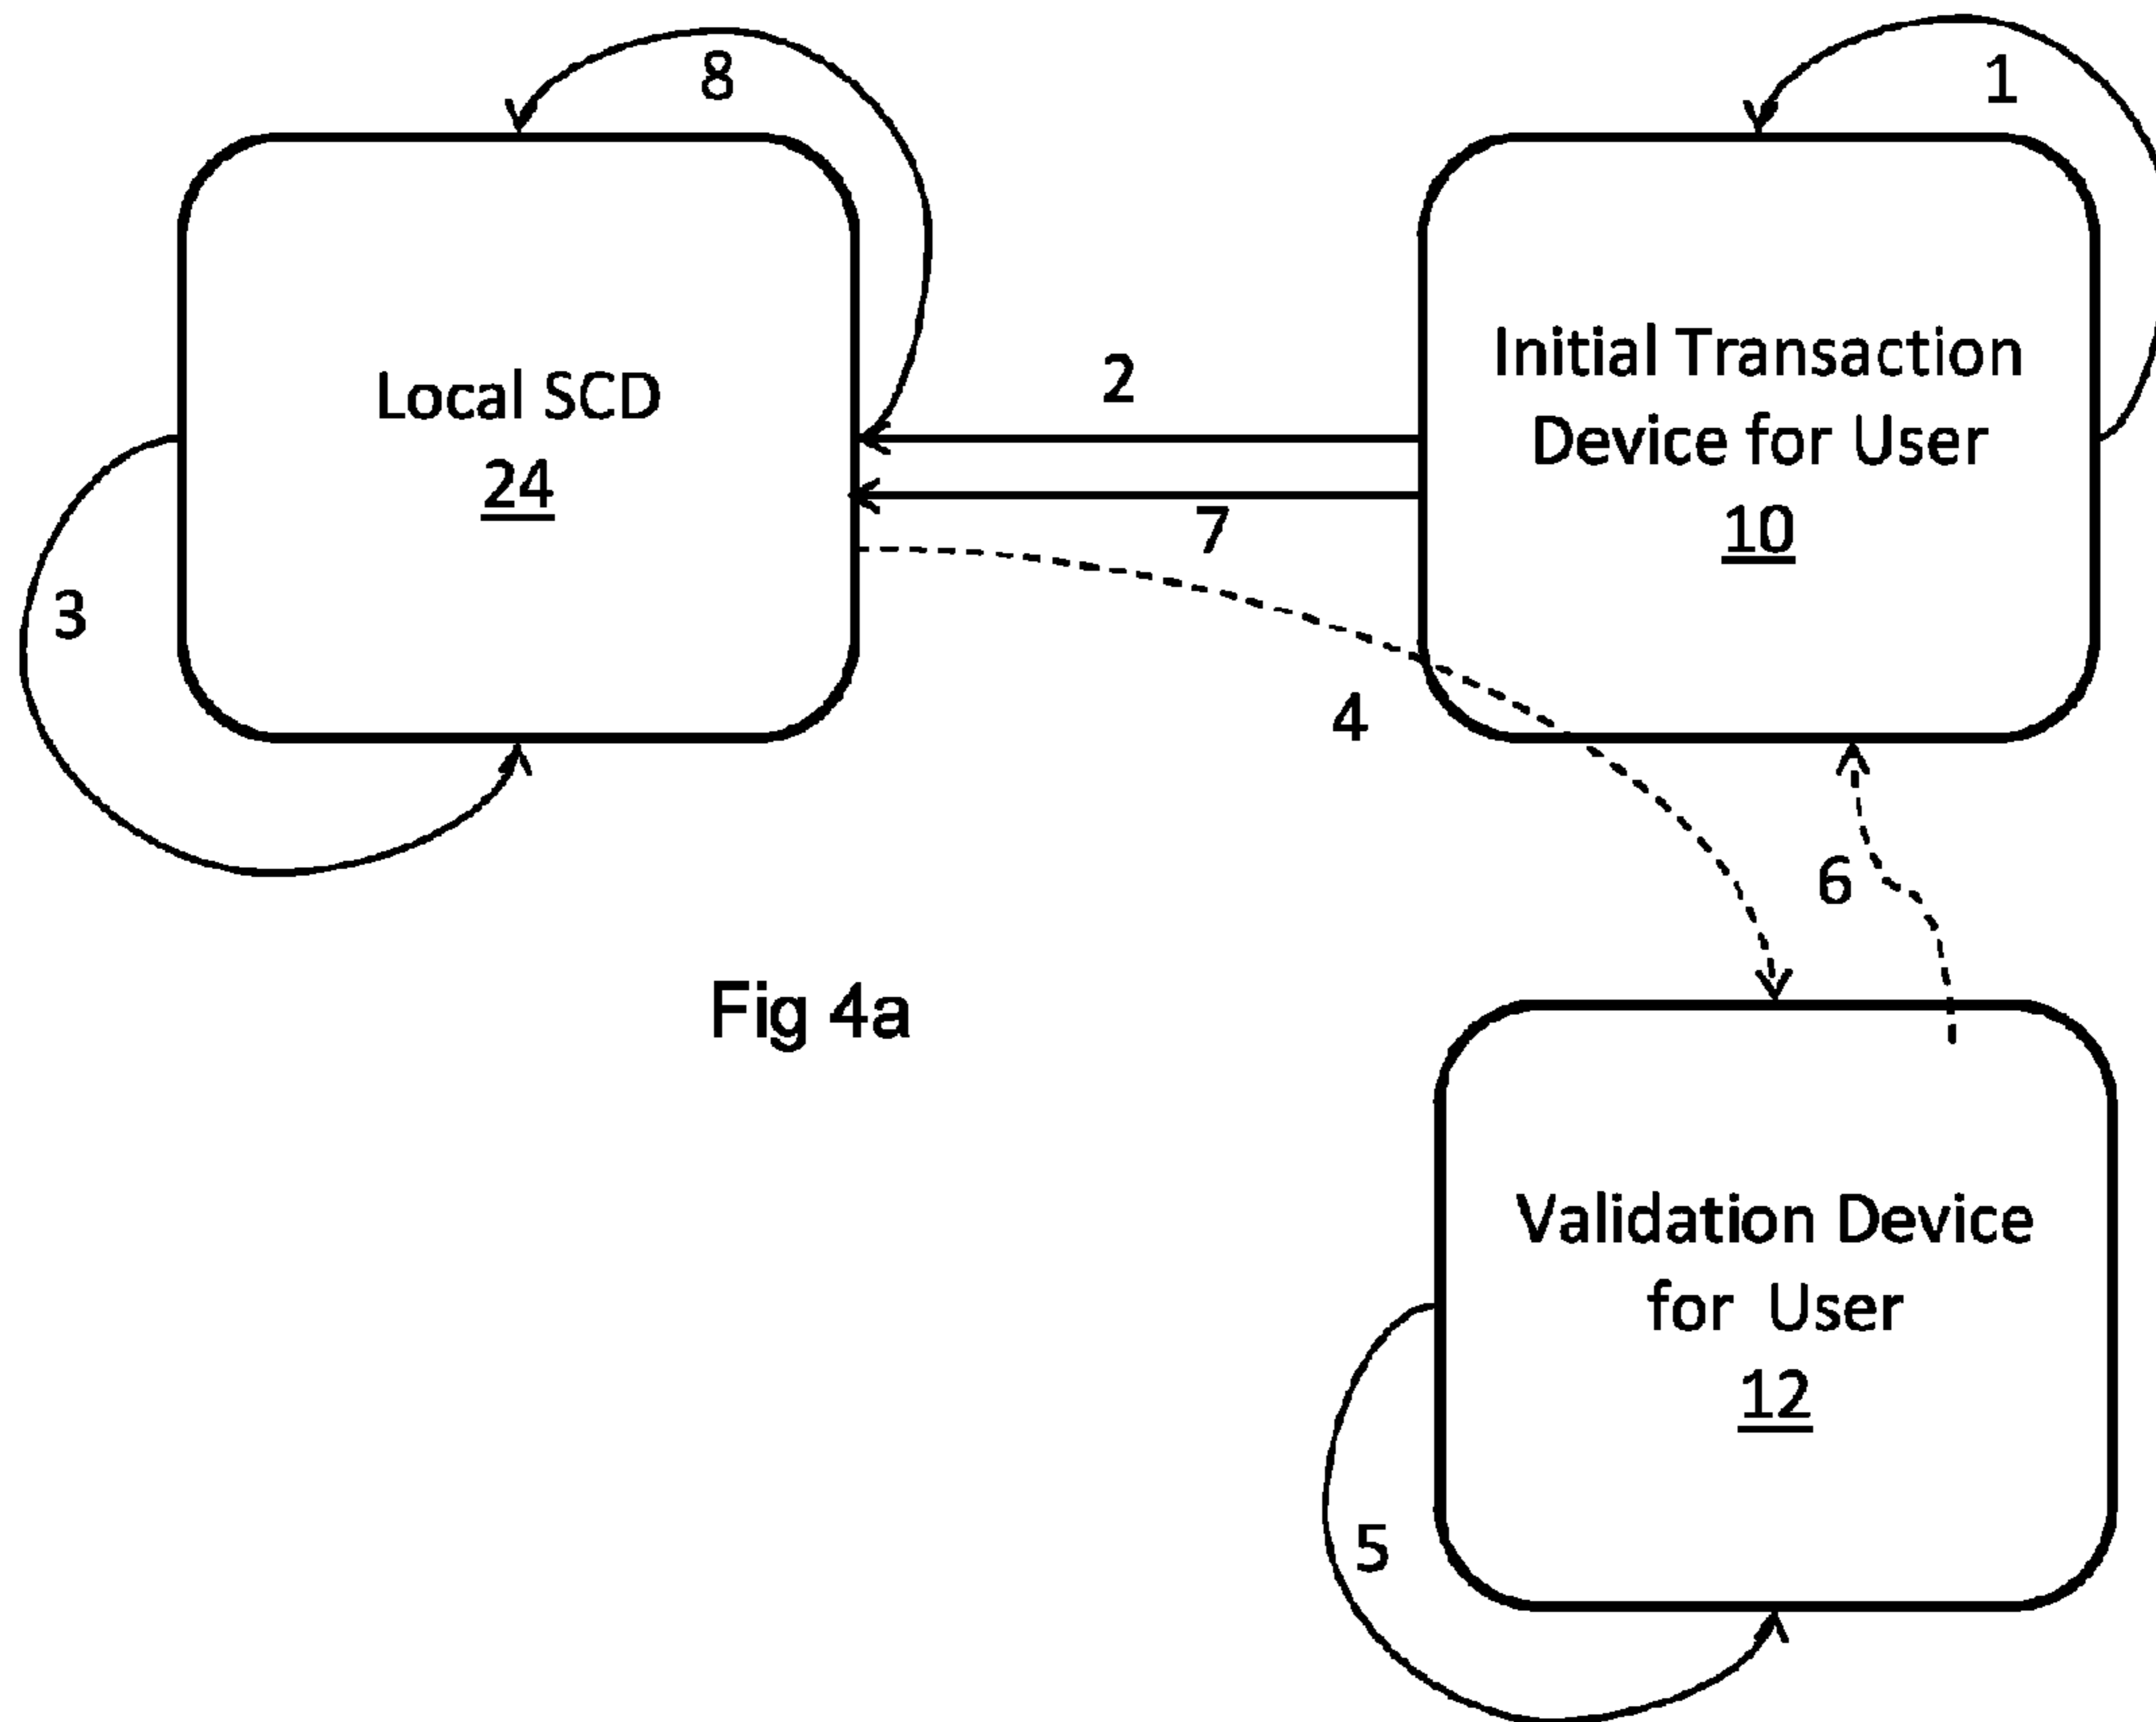 8
1
Local SCD
24
Initial Transaction
Device for User
10
2
7
3
4
6
Fig 4a
Validation Device
for User
12
5